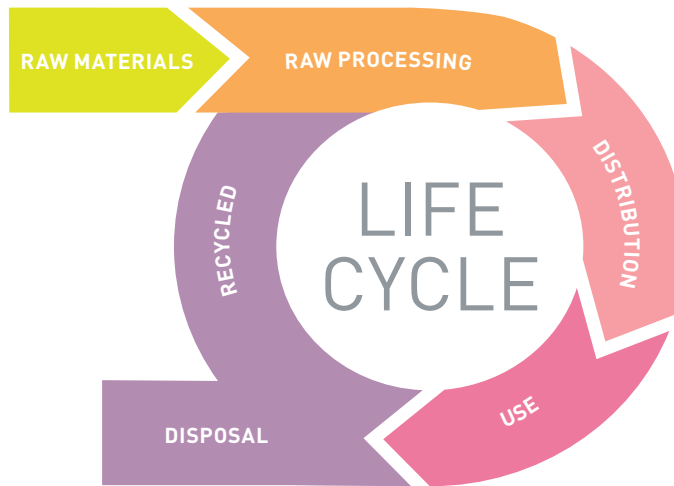 RAW MATERIALS
RAW PROCESSING
DISTRIBUTION
USE
DISPOSAL
RECYCLED
LIFE
CYCLE